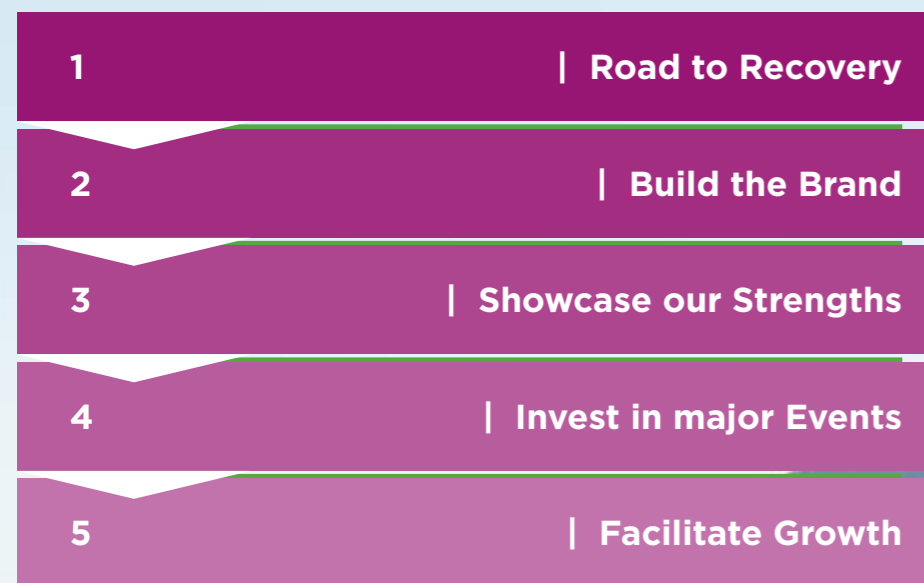 1 | Road to Recovery
2 | Build the Brand
3 | Showcase our Strengths
4 | Invest in major Events
5 | Facilitate Growth